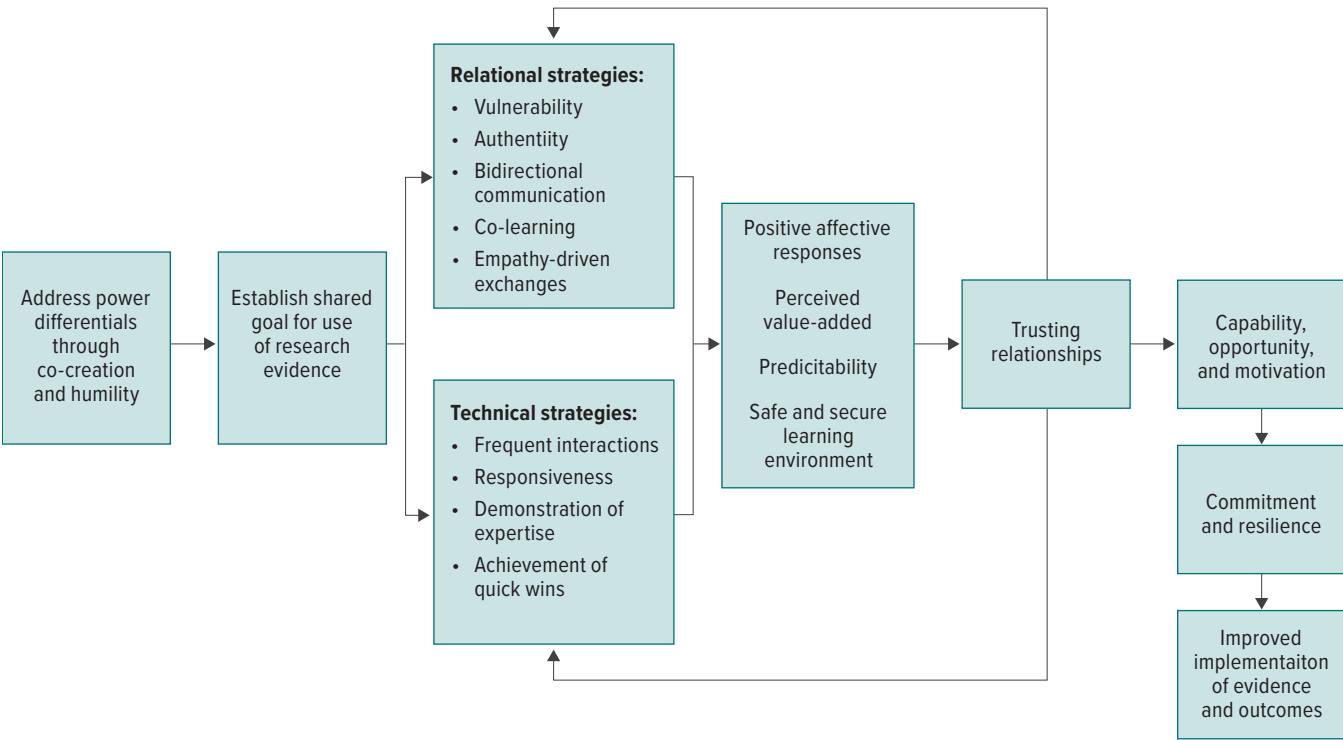 Address power
differentials
through
co-creation
and humility
Establish shared
goal for use
of research
evidence
Relational strategies:
• Vulnerability
• Authentiity
• Bidirectional
communication
• Co-learning
• Empathy-driven
exchanges
Technical strategies:
• Frequent interactions
• Responsiveness
• Demonstration of
expertise
• Achievement of
quick wins
Positive affective
responses
Perceived
value-added
Predicitability
Safe and secure
learning
environment
Trusting
relationships
Capability,
opportunity,
and motivation
Commitment
and resilience
Improved
implementaiton
of evidence
and outcomes